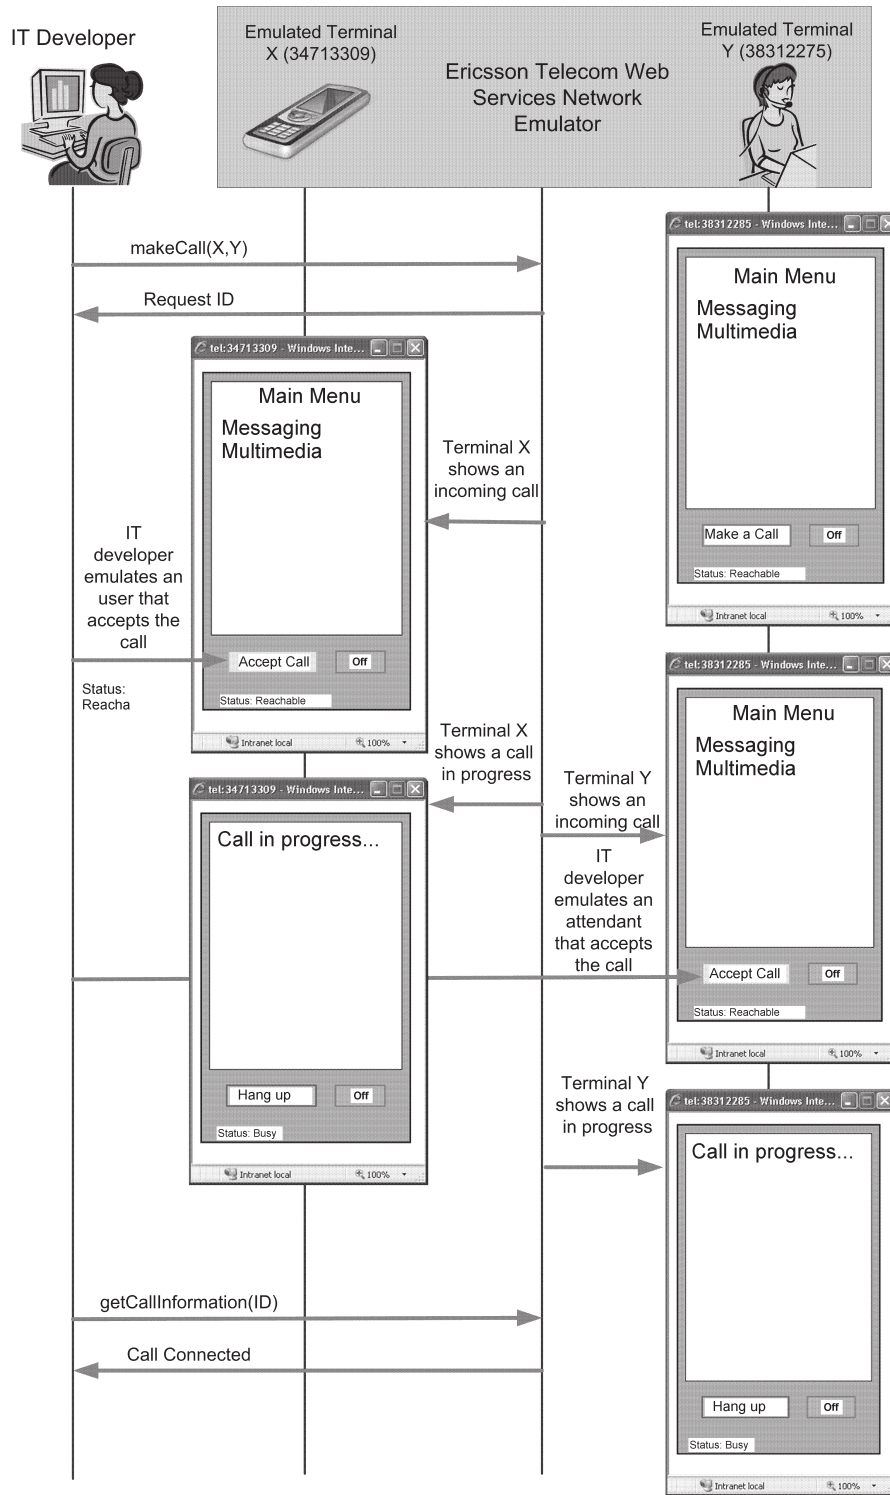 IT Developer
Emulated Terminal
X (34713309)
Ericsson Telecom Web
Services Network
Emulator
Emulated Terminal
Y (38312275)
makeCall(X,Y)
Request ID
tel:38312285 - Windows Inte...
Main Menu
Messaging
Multimedia
Make a Call
Off
Status: Reachable
Intranet local
100%
tel:34713309 - Windows Inte...
Main Menu
Messaging
Multimedia
Accept Call
Off
Status: Reachable
Intranet local
100%
Terminal X
shows an
incoming call
IT
developer
emulates an
user that
accepts the
call
Status:
Reacha
Terminal X
shows a call
in progress
Terminal Y
shows an
incoming call
tel:38312285 - Windows Inte...
Main Menu
Messaging
Multimedia
Accept Call
Off
Status: Reachable
Intranet local
100%
tel:34713309 - Windows Inte...
Call in progress...
Hang up
Off
Status: Busy
Intranet local
100%
IT
developer
emulates an
attendant
that accepts
the call
Terminal Y
shows a call
in progress
tel:38312285 - Windows Inte...
Call in progress...
Hang up
Off
Status: Busy
Intranet local
100%
getCallInformation(ID)
Call Connected